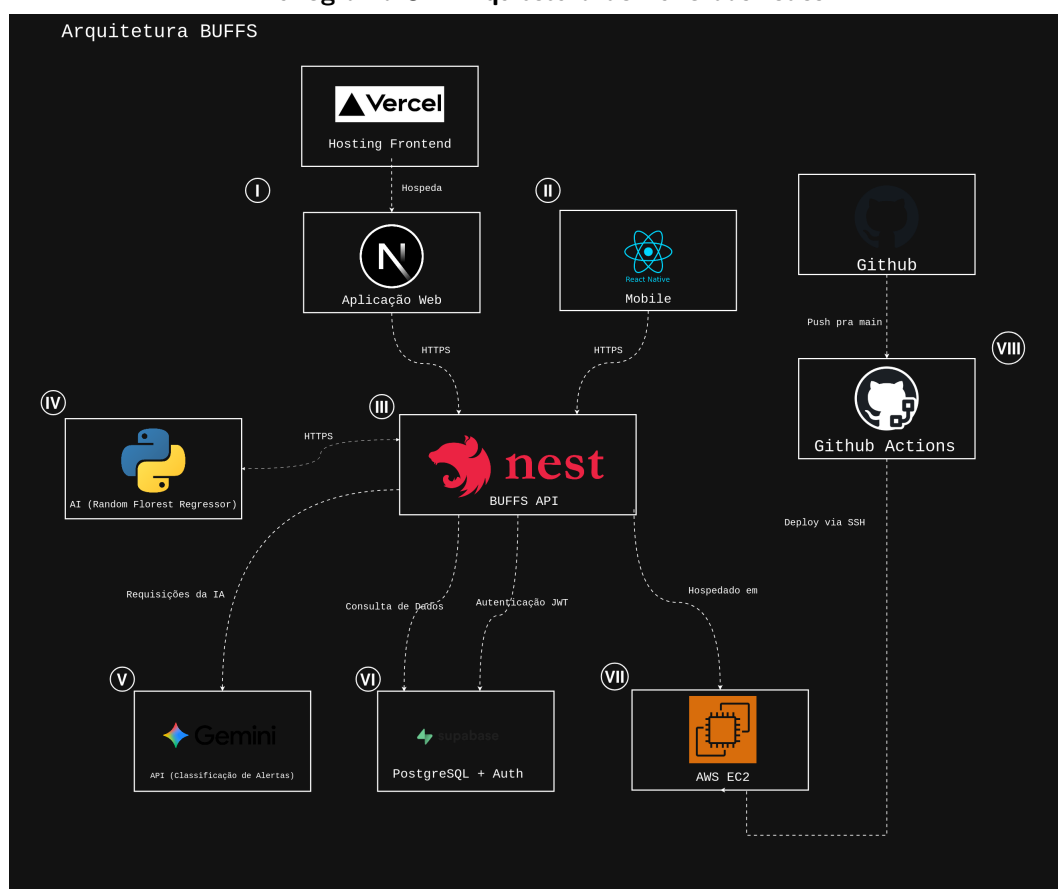 Arquitetura BUFFS
Vercel
Hosting Frontend
I
Hospeda
II
N
Aplicação Web
React Native
Mobile
Github
Push pra main
VIII
HTTPS
HTTPS
IV
III
HTTPS
nest
BUFFS API
Github Actions
AI (Random Florest Regressor)
Deploy via SSH
Requisições da IA
Consulta de Dados
Autenticação JWT
Hospedado em
V
VI
VII
Gemini
API (Classificação de Alertas)
supabase
PostgreSQL + Auth
AWS EC2